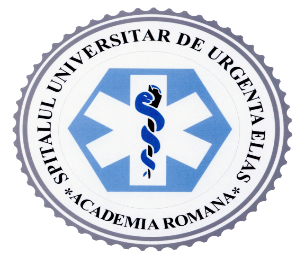 SPITALUL UNIVERSITAR DE URGENTA ELIAS
*ACADEMIA ROMANA*